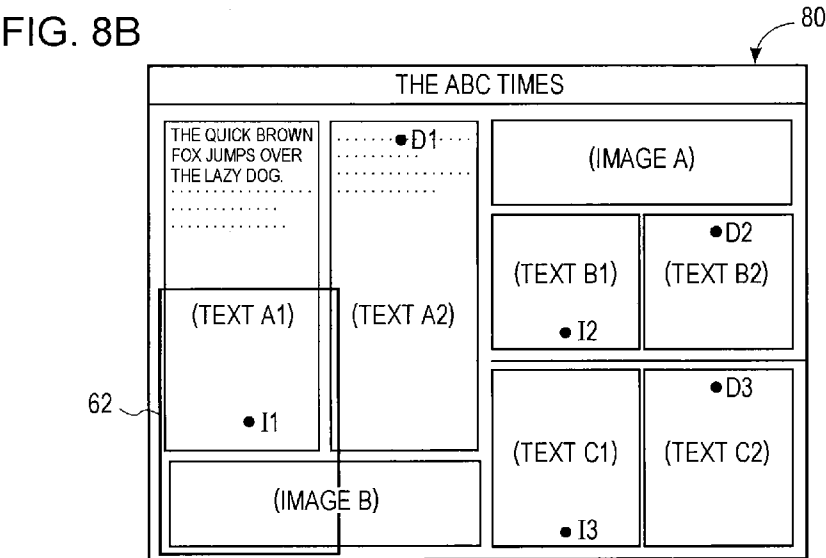 FIG. 8B
80
THE ABC TIMES
THE QUICK BROWN
FOX JUMPS OVER
THE LAZY DOG.
D1
(IMAGE A)
D2
(TEXT A1)
(TEXT A2)
(TEXT B1)
(TEXT B2)
I2
62
I1
D3
(TEXT C1)
(TEXT C2)
(IMAGE B)
I3